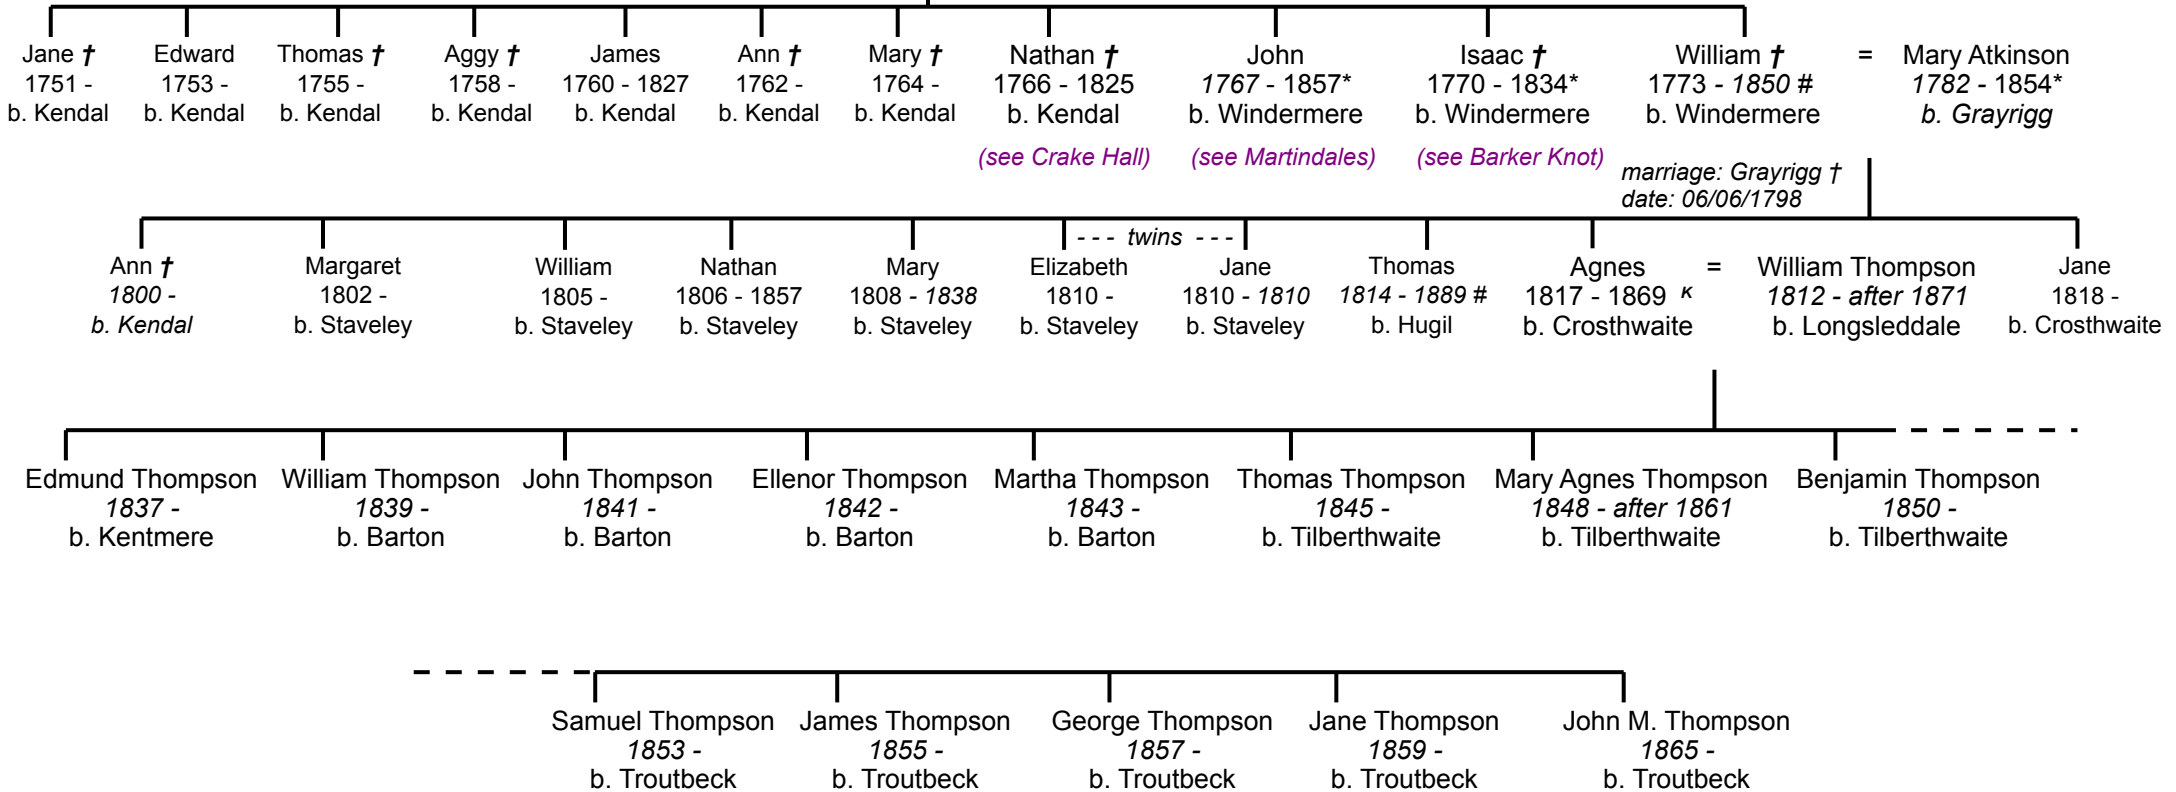 Jane † Edward Thomas † Aggy † James Ann † Mary † Nathan † John Isaac † William † = Mary Atkinson
1751 - 1753 - 1755 - 1758 - 1760 - 1827 1762 - 1764 - 1766 - 1825 1767 - 1857* 1770 - 1834* 1773 - 1850 # 1782 - 1854*
b. Kendal b. Kendal b. Kendal b. Kendal b. Kendal b. Kendal b. Kendal b. Kendal b. Windermere b. Windermere b. Windermere b. Grayrigg
(see Crake Hall) (see Martindales) (see Barker Knot)
marriage: Grayrigg †
date: 06/06/1798
--- twins ---
Ann † Margaret William Nathan Mary Elizabeth Jane Thomas Agnes = William Thompson Jane
1800 - 1802 - 1805 - 1806 - 1857 1808 - 1838 1810 - 1810 - 1810 1814 - 1889 # 1817 - 1869 ᴷ 1812 - after 1871 1818 -
b. Kendal b. Staveley b. Staveley b. Staveley b. Staveley b. Staveley b. Staveley b. Hugil b. Crosthwaite b. Longsleddale b. Crosthwaite
Edmund Thompson William Thompson John Thompson Ellenor Thompson Martha Thompson Thomas Thompson Mary Agnes Thompson Benjamin Thompson
1837 - 1839 - 1841 - 1842 - 1843 - 1845 - 1848 - after 1861 1850 -
b. Kentmere b. Barton b. Barton b. Barton b. Barton b. Tilberthwaite b. Tilberthwaite b. Tilberthwaite
Samuel Thompson James Thompson George Thompson Jane Thompson John M. Thompson
1853 - 1855 - 1857 - 1859 - 1865 -
b. Troutbeck b. Troutbeck b. Troutbeck b. Troutbeck b. Troutbeck